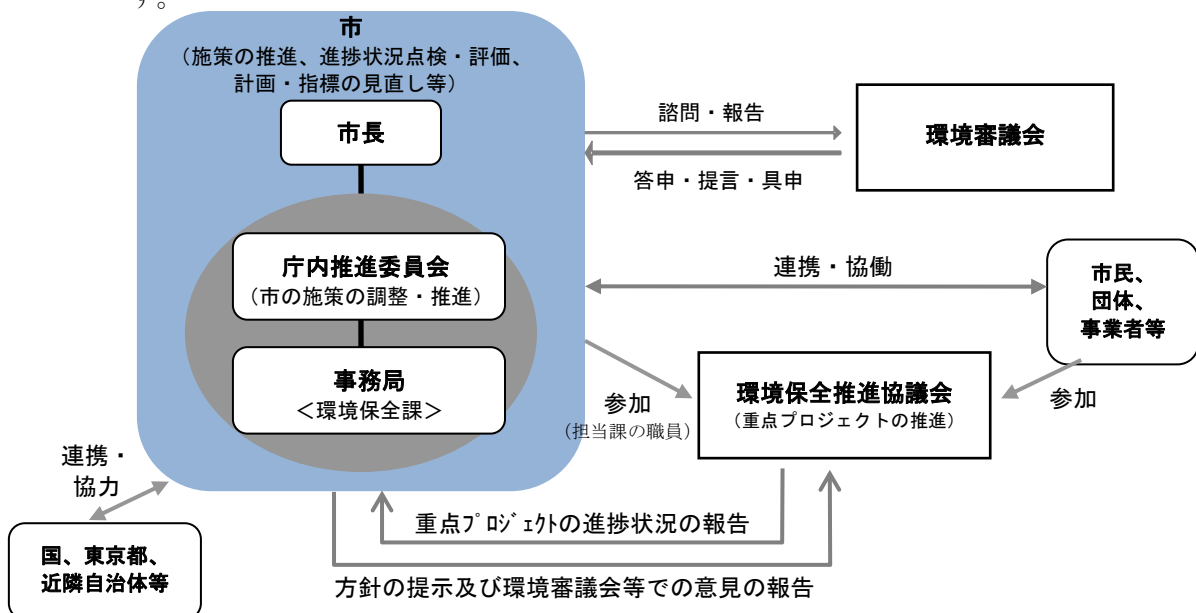 す。
市
（施策の推進、進捗状況点検・評価、
計画・指標の見直し等）
市長
諮問・報告
環境審議会
答申・提言・具申
庁内推進委員会
（市の施策の調整・推進）
連携・協働
市民、
団体、
事業者等
事務局
＜環境保全課＞
参加
（担当課の職員）
環境保全推進協議会
（重点プロジェクトの推進）
参加
連携・
協力
重点ﾌﾟﾛｼﾞｪｸﾄの進捗状況の報告
国、東京都、
近隣自治体等
方針の提示及び環境審議会等での意見の報告